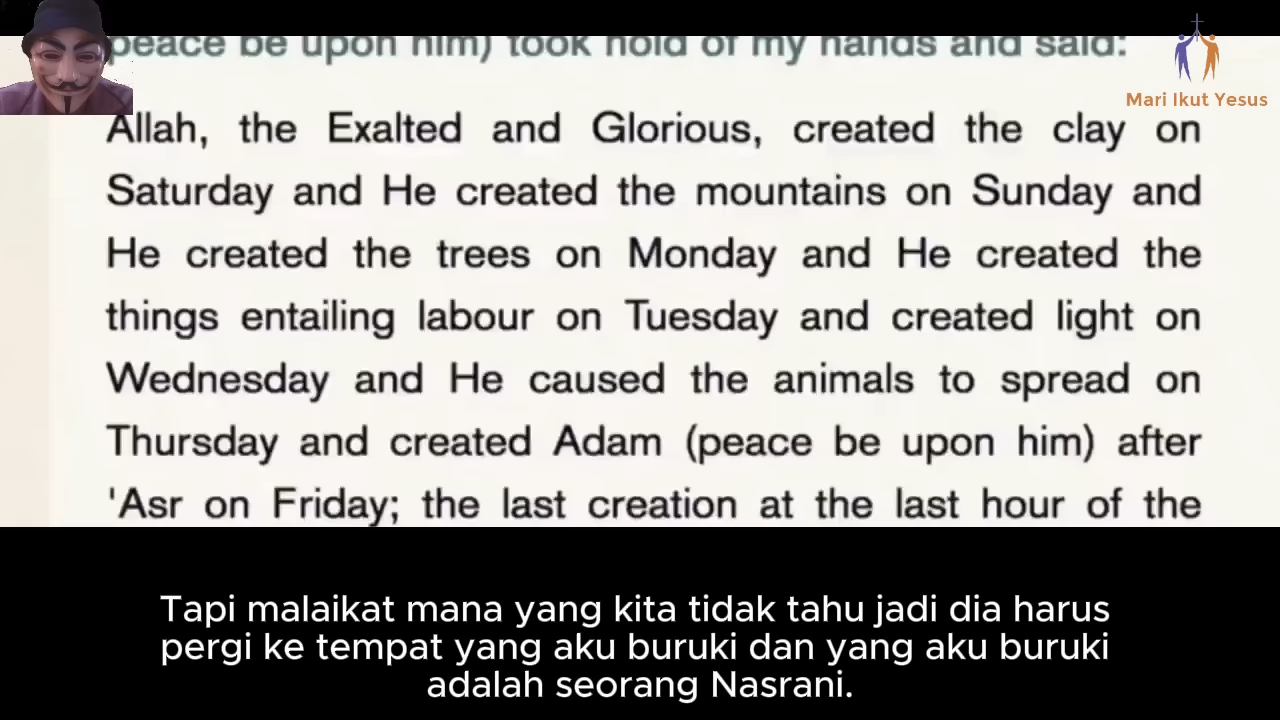 peace be upon him) took hold of my hands and said:
Mari Ikut Yesus
Allah, the Exalted and Glorious, created the clay on
Saturday and He created the mountains on Sunday and
He created the trees on Monday and He created the
things entailing labour on Tuesday and created light on
Wednesday and He caused the animals to spread on
Thursday and created Adam (peace be upon him) after
'Asr on Friday; the last creation at the last hour of the
Tapi malaikat mana yang kita tidak tahu jadi dia harus
pergi ke tempat yang aku buruki dan yang aku buruki
adalah seorang Nasrani.